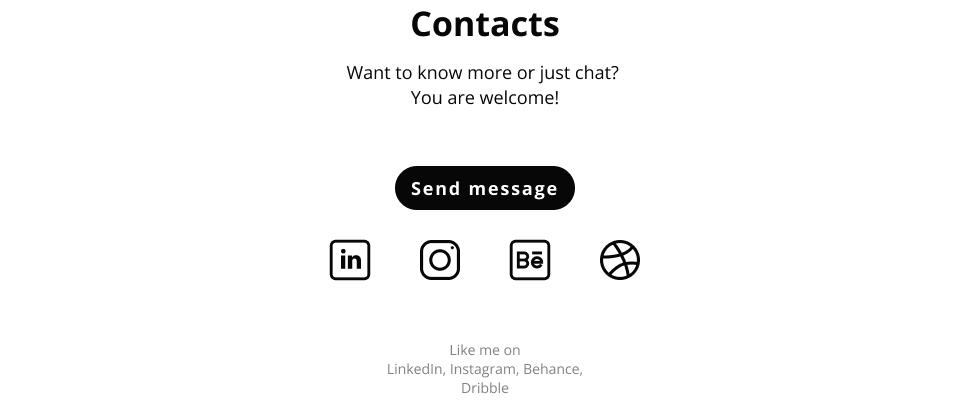 Contacts
Want to know more or just chat?
You are welcome!
Send message
in
Bē
Like me on
LinkedIn, Instagram, Behance,
Dribble